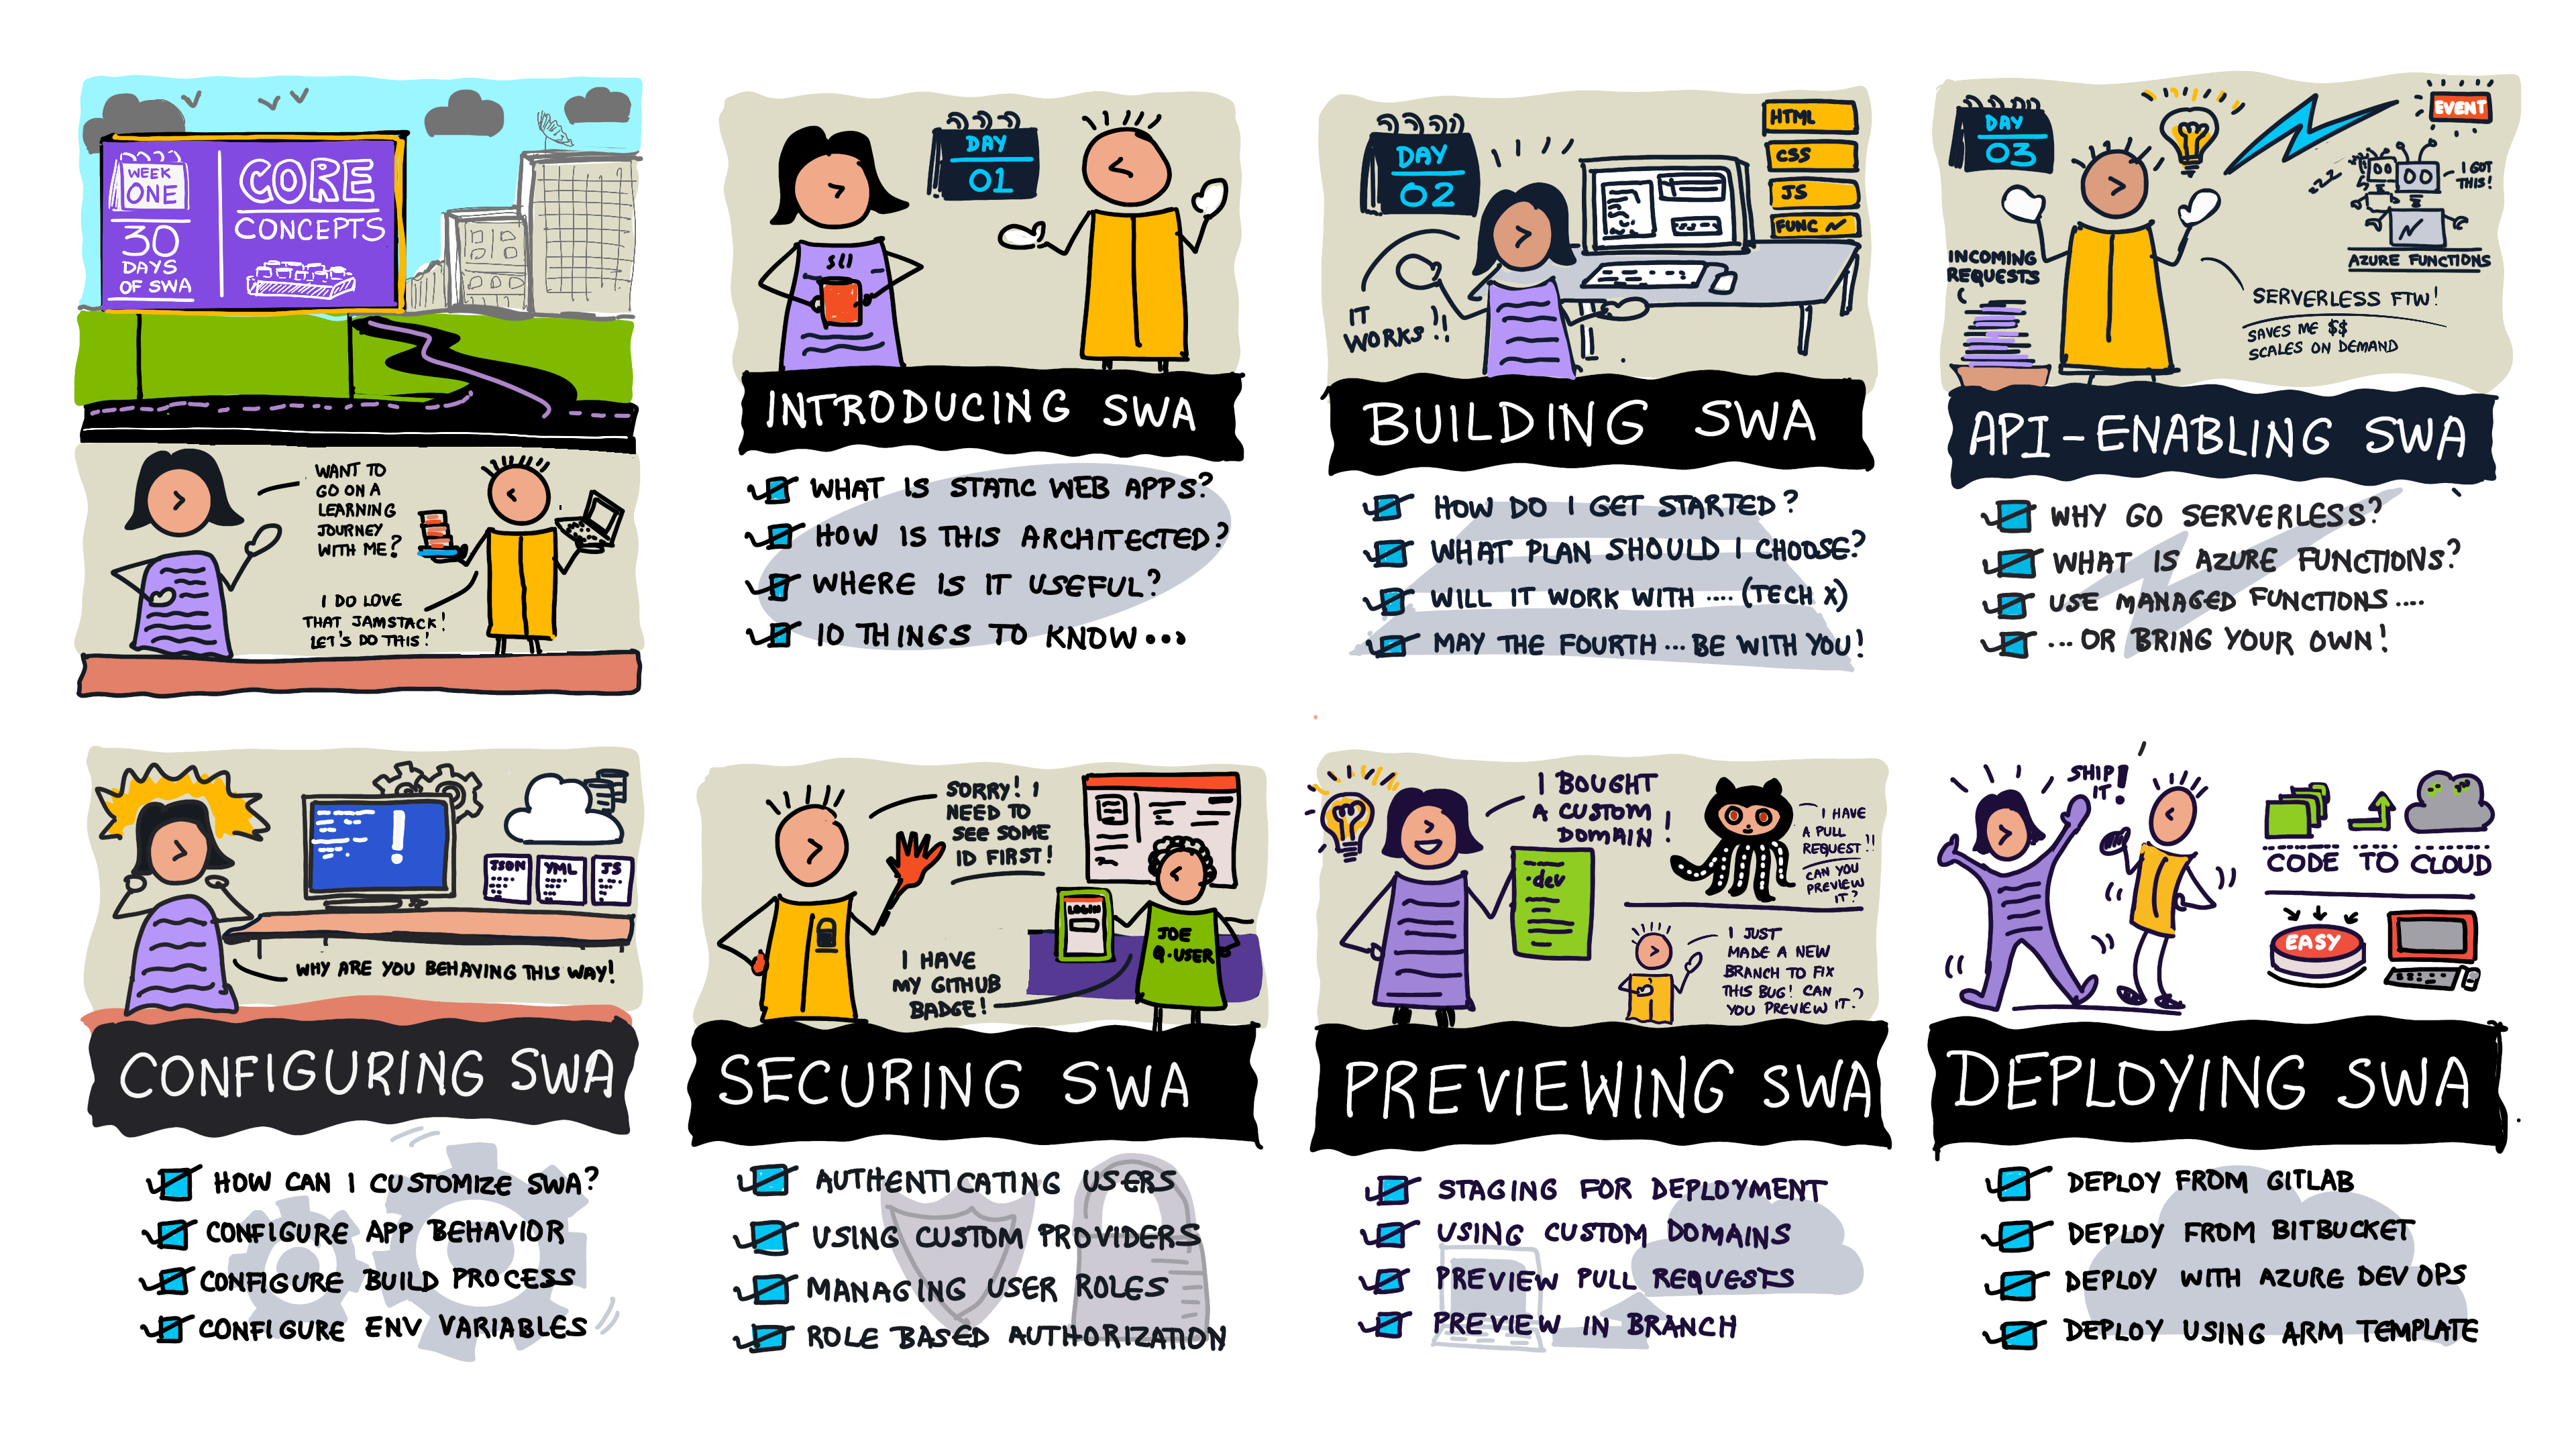 WEEK
ONE
30
DAYS
OF SWA
CORE
CONCEPTS
WANT TO
GO ON A
LEARNING
JOURNEY
WITH ME?
I DO LOVE
THAT JAMSTACK!
LET'S DO THIS!
DAY
01
INTRODUCING SWA
WHAT IS STATIC WEB APPS?
HOW IS THIS ARCHITECTED?
WHERE IS IT USEFUL?
10 THINGS TO KNOW...
DAY
02
HTML
CSS
JS
FUNC
IT
WORKS!!
BUILDING SWA
HOW DO I GET STARTED?
WHAT PLAN SHOULD I CHOOSE?
WILL IT WORK WITH .... (TECH X)
MAY THE FOURTH ... BE WITH YOU!
DAY
03
EVENT
zzz
I GOT
THIS!
AZURE FUNCTIONS
INCOMING
REQUESTS
SERVERLESS FTW!
SAVES ME $$
SCALES ON DEMAND
API-ENABLING SWA
WHY GO SERVERLESS?
WHAT IS AZURE FUNCTIONS?
USE MANAGED FUNCTIONS ....
... OR BRING YOUR OWN!
!
JSON
YML
JS
WHY ARE YOU BEHAVING THIS WAY!
CONFIGURING SWA
HOW CAN I CUSTOMIZE SWA?
CONFIGURE APP BEHAVIOR
CONFIGURE BUILD PROCESS
CONFIGURE ENV VARIABLES
SORRY! I
NEED TO
SEE SOME
ID FIRST!
LOGIN
JOE
Q.USER
I HAVE
MY GITHUB
BADGE!
SECURING SWA
AUTHENTICATING USERS
USING CUSTOM PROVIDERS
MANAGING USER ROLES
ROLE BASED AUTHORIZATION
I BOUGHT
A CUSTOM
DOMAIN!
.dev
I HAVE
A PULL
REQUEST!!
CAN YOU
PREVIEW
IT?
I JUST
MADE A NEW
BRANCH TO FIX
THIS BUG! CAN
YOU PREVIEW IT?
PREVIEWING SWA
STAGING FOR DEPLOYMENT
USING CUSTOM DOMAINS
PREVIEW PULL REQUESTS
PREVIEW IN BRANCH
SHIP
IT!
CODE TO CLOUD
EASY
DEPLOYING SWA
DEPLOY FROM GITLAB
DEPLOY FROM BITBUCKET
DEPLOY WITH AZURE DEV OPS
DEPLOY USING ARM TEMPLATE